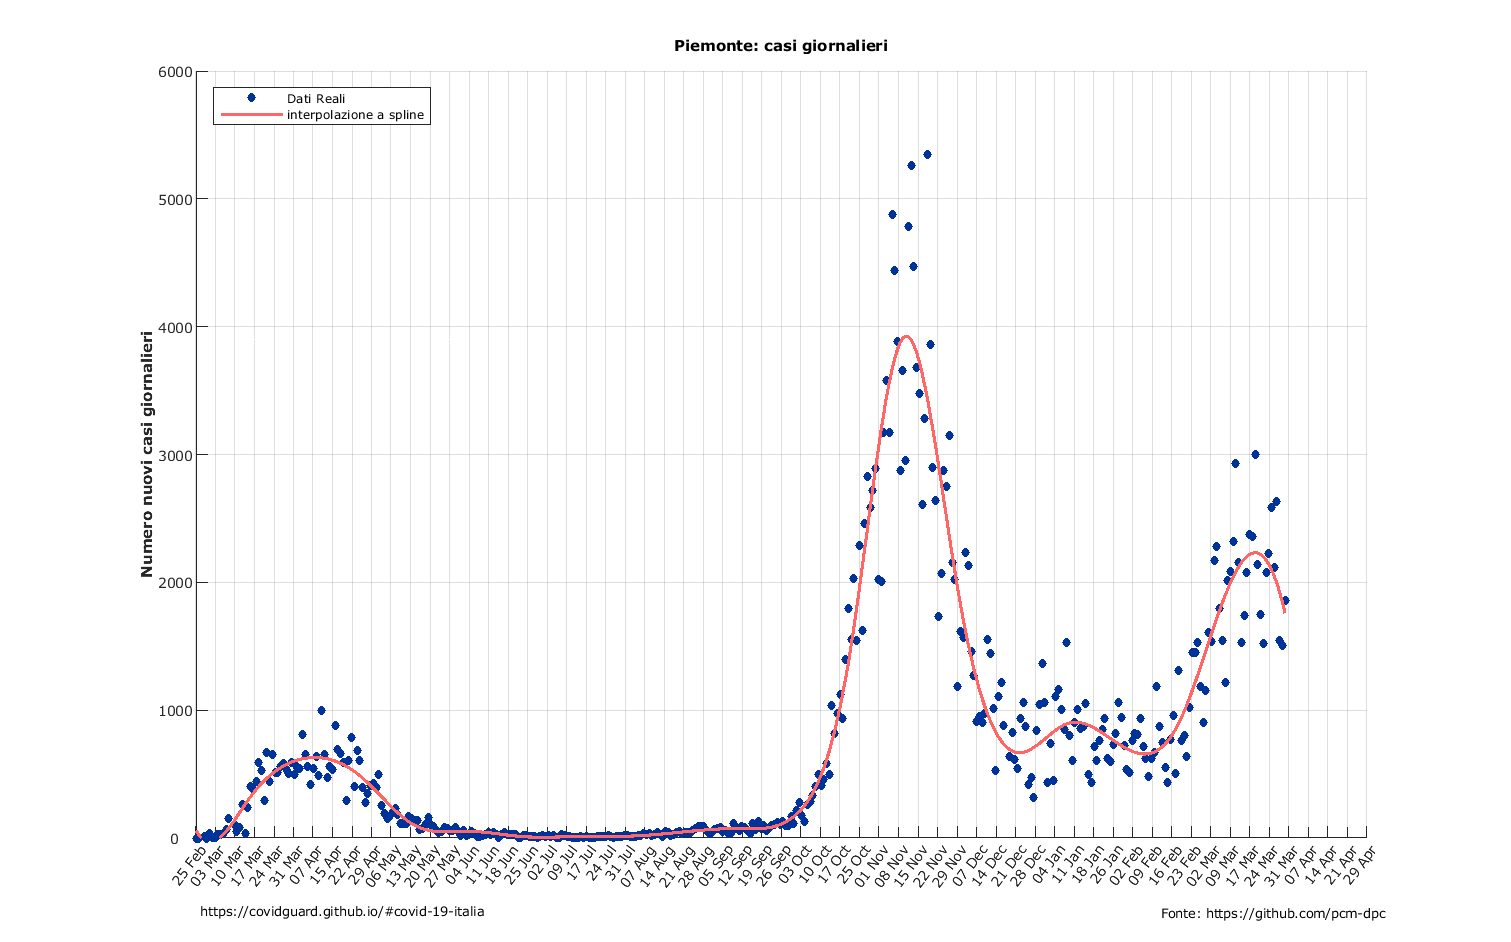 Piemonte: casi giornalieri
6000
5000
4000
3000
2000
1000
0
Dati Reali
interpolazione a spline
Numero nuovi casi giornalieri
25 Feb
03 Mar
10 Mar
17 Mar
24 Mar
31 Mar
07 Apr
15 Apr
22 Apr
29 Apr
06 May
13 May
20 May
27 May
04 Jun
11 Jun
18 Jun
25 Jun
02 Jul
09 Jul
17 Jul
24 Jul
31 Jul
07 Aug
14 Aug
21 Aug
28 Aug
05 Sep
12 Sep
19 Sep
26 Sep
03 Oct
10 Oct
17 Oct
25 Oct
01 Nov
08 Nov
15 Nov
22 Nov
29 Nov
07 Dec
14 Dec
21 Dec
28 Dec
04 Jan
11 Jan
18 Jan
26 Jan
02 Feb
09 Feb
16 Feb
23 Feb
02 Mar
09 Mar
17 Mar
24 Mar
31 Mar
07 Apr
14 Apr
21 Apr
29 Apr
https://covidguard.github.io/#covid-19-italia
Fonte: https://github.com/pcm-dpc